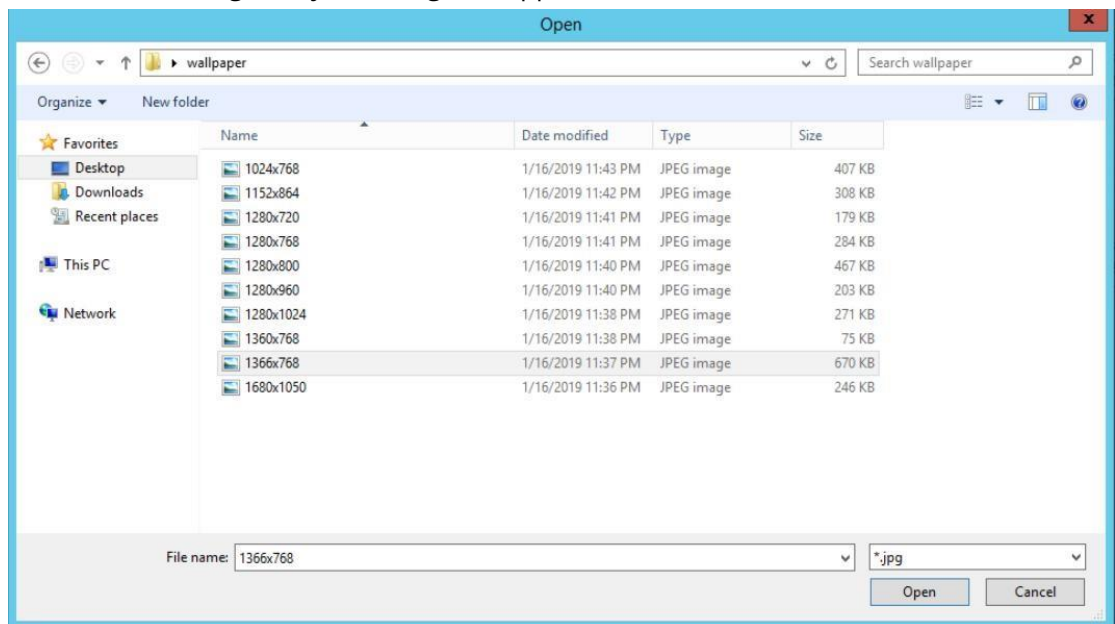 Open
x
wallpaper
Search wallpaper
Organize New folder
Favorites
Desktop
Downloads
Recent places
This PC
Network
Name Date modified Type Size
1024x768 1/16/2019 11:43 PM JPEG image 407 KB
1152x864 1/16/2019 11:42 PM JPEG image 308 KB
1280x720 1/16/2019 11:41 PM JPEG image 179 KB
1280x768 1/16/2019 11:41 PM JPEG image 284 KB
1280x800 1/16/2019 11:40 PM JPEG image 467 KB
1280x960 1/16/2019 11:40 PM JPEG image 203 KB
1280x1024 1/16/2019 11:38 PM JPEG image 271 KB
1360x768 1/16/2019 11:38 PM JPEG image 75 KB
1366x768 1/16/2019 11:37 PM JPEG image 670 KB
1680x1050 1/16/2019 11:36 PM JPEG image 246 KB
File name: 1366x768 *.jpg
Open Cancel